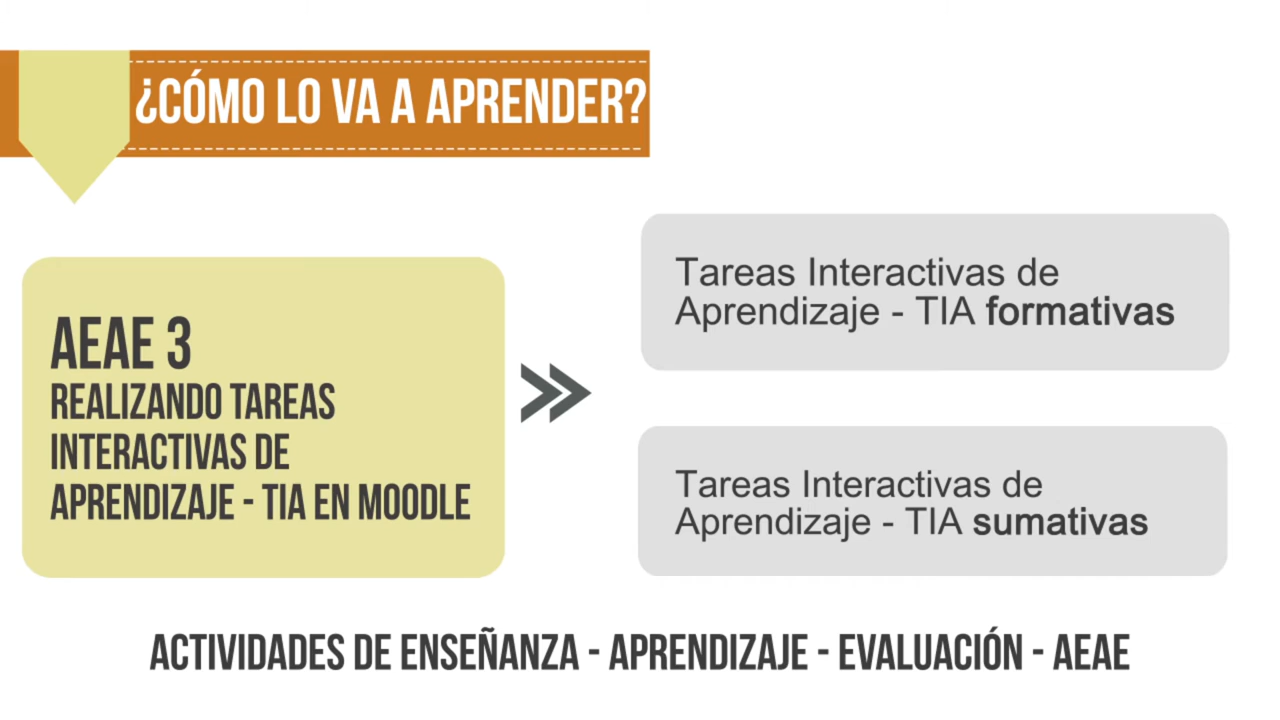 ¿CÓMO LO VA A APRENDER?
AEAE 3
REALIZANDO TAREAS
INTERACTIVAS DE
APRENDIZAJE - TIA EN MOODLE
Tareas Interactivas de
Aprendizaje - TIA formativas
Tareas Interactivas de
Aprendizaje - TIA sumativas
ACTIVIDADES DE ENSEÑANZA - APRENDIZAJE - EVALUACIÓN - AEAE